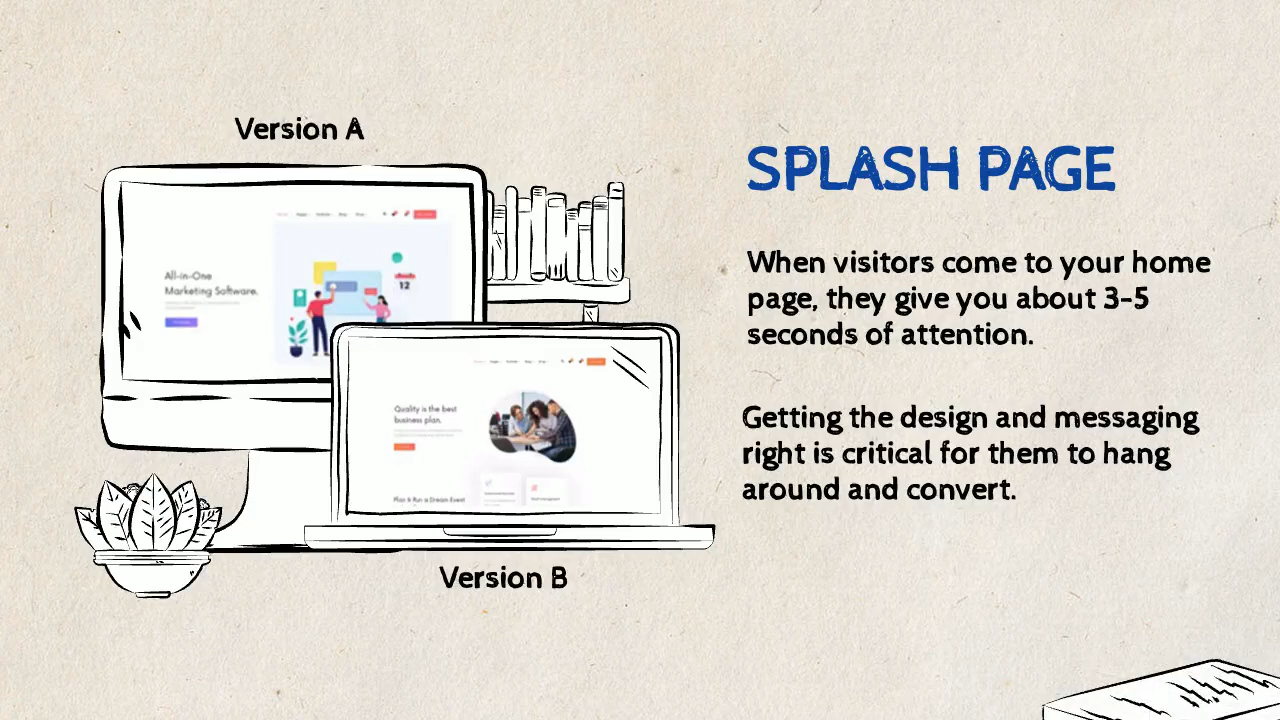 Version A
SPLASH PAGE
When visitors come to your home
page, they give you about 3-5
seconds of attention.
Getting the design and messaging
right is critical for them to hang
around and convert.
All-in-One
Marketing Software.
12
Quality is the best
business plan.
Plan & Run a Dream Event
Version B